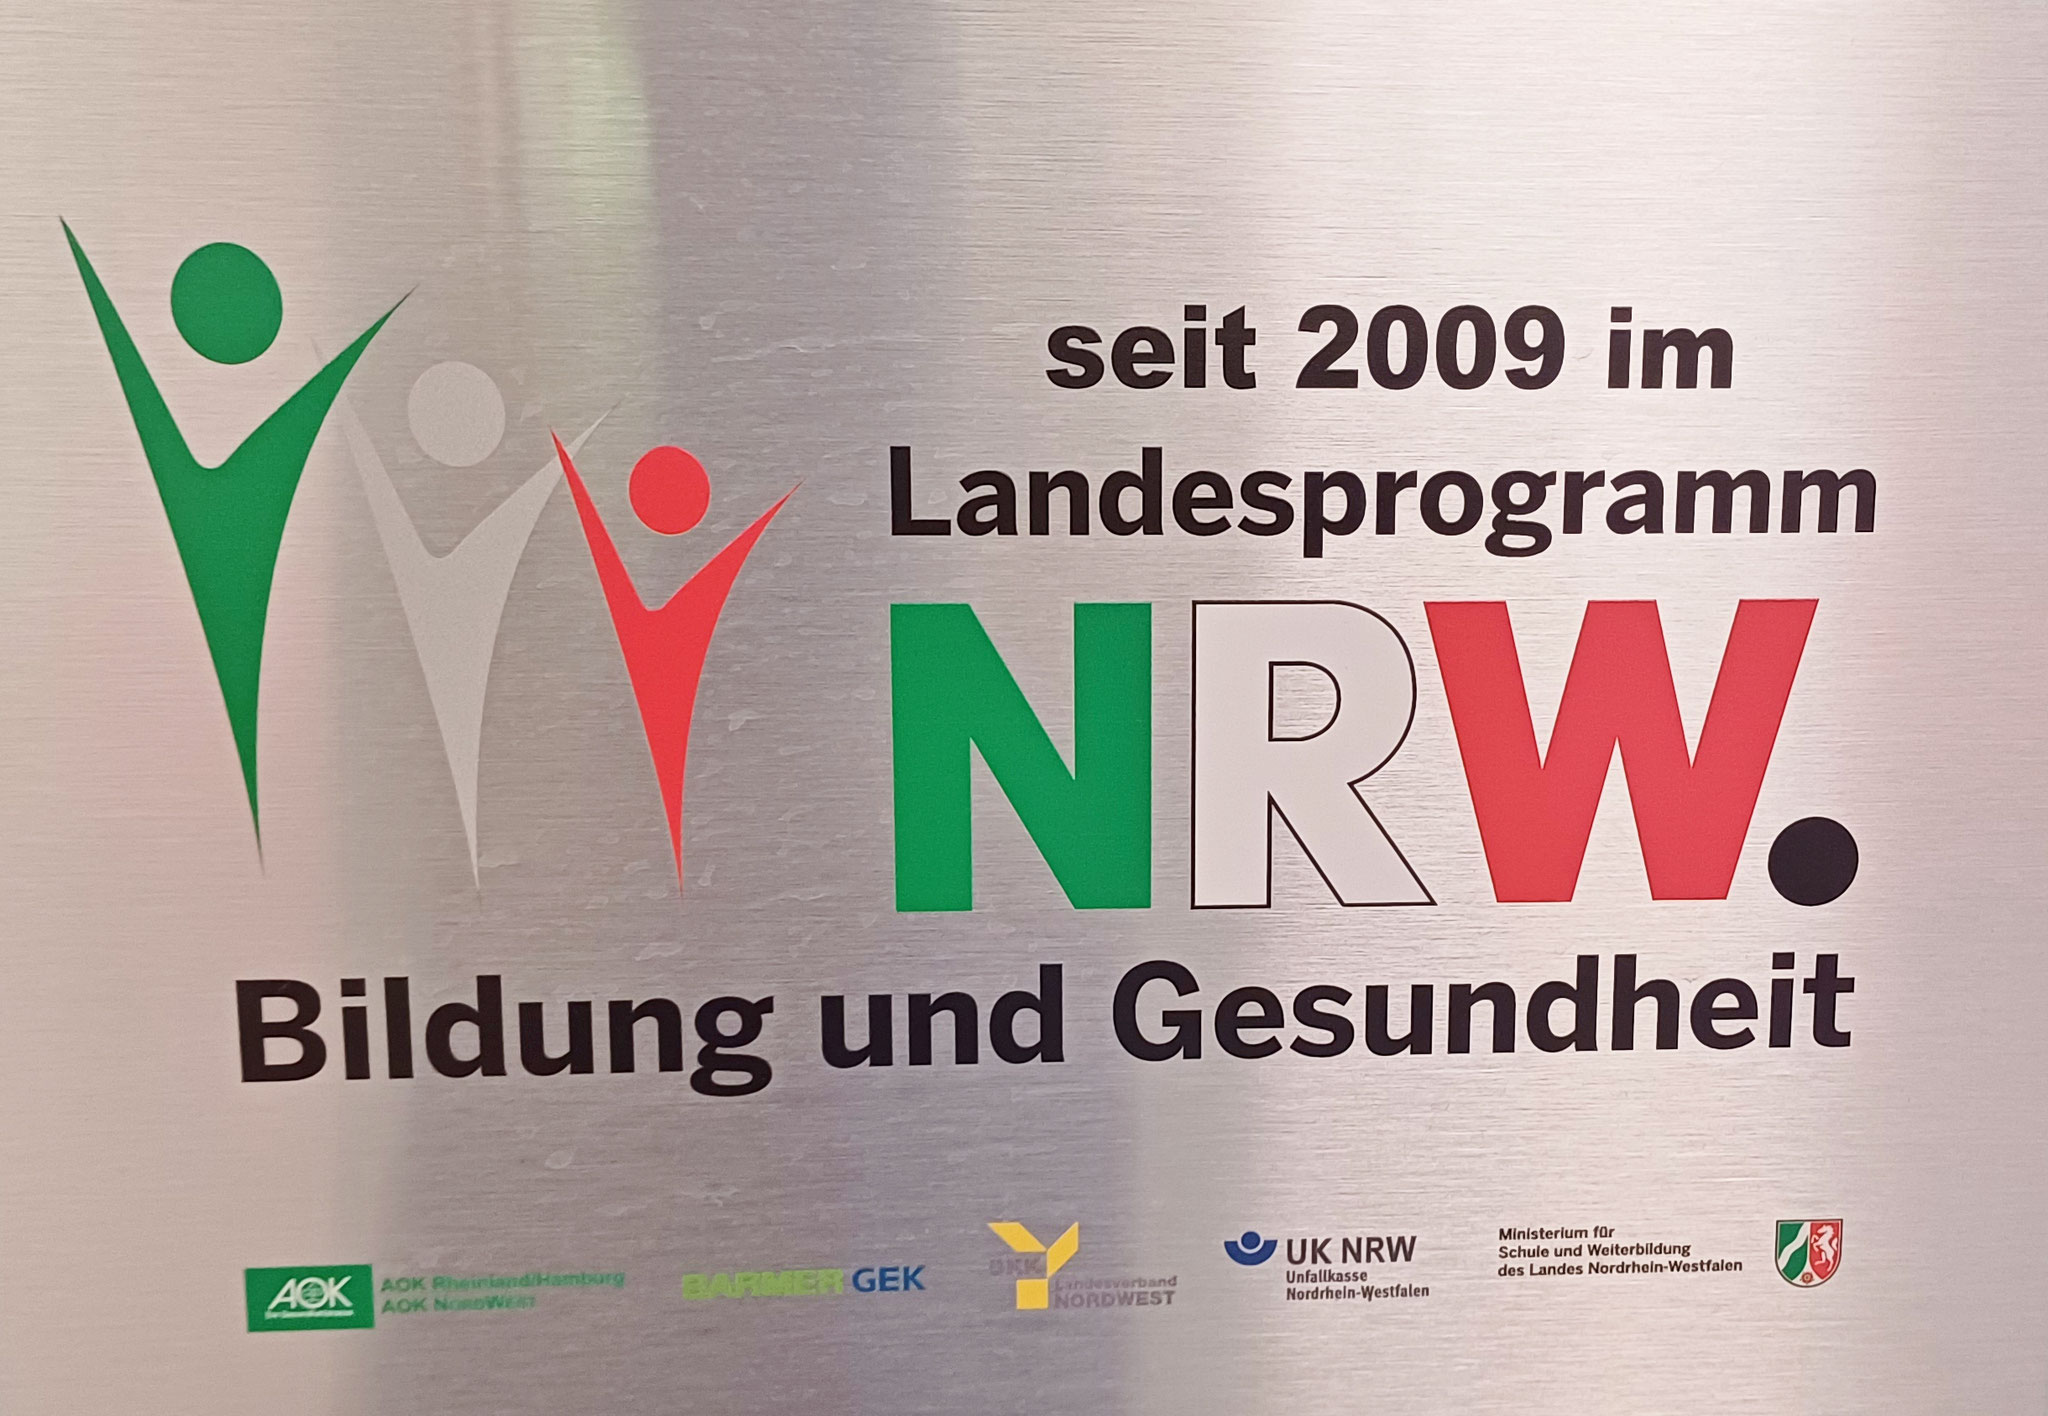 seit 2009 im
Landesprogramm
NRW.
Bildung und Gesundheit
AOK
AOK Rheinland/Hamburg
AOK NORDWEST
BARMER GEK
BKK
Landesverband
NORDWEST
UK NRW
Unfallkasse
Nordrhein-Westfalen
Ministerium für
Schule und Weiterbildung
des Landes Nordrhein-Westfalen